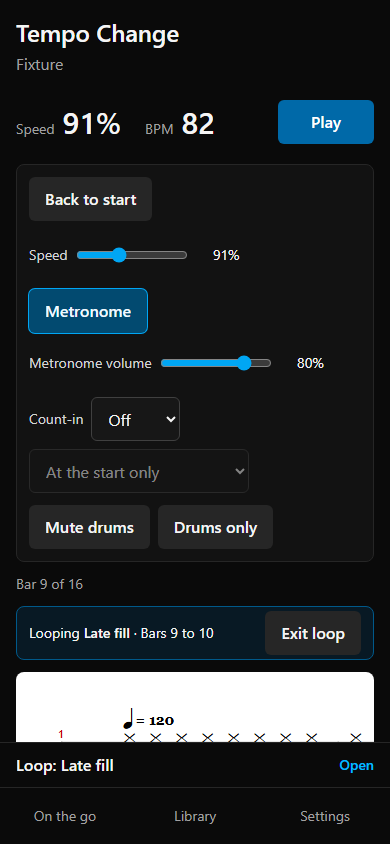 Tempo Change
Fixture
Speed 91% BPM 82 Play
Back to start
Speed 91%
Metronome
Metronome volume 80%
Count-in Off
At the start only
Mute drums Drums only
Bar 9 of 16
Looping Late fill · Bars 9 to 10 Exit loop
= 120
1
Loop: Late fill Open
On the go Library Settings